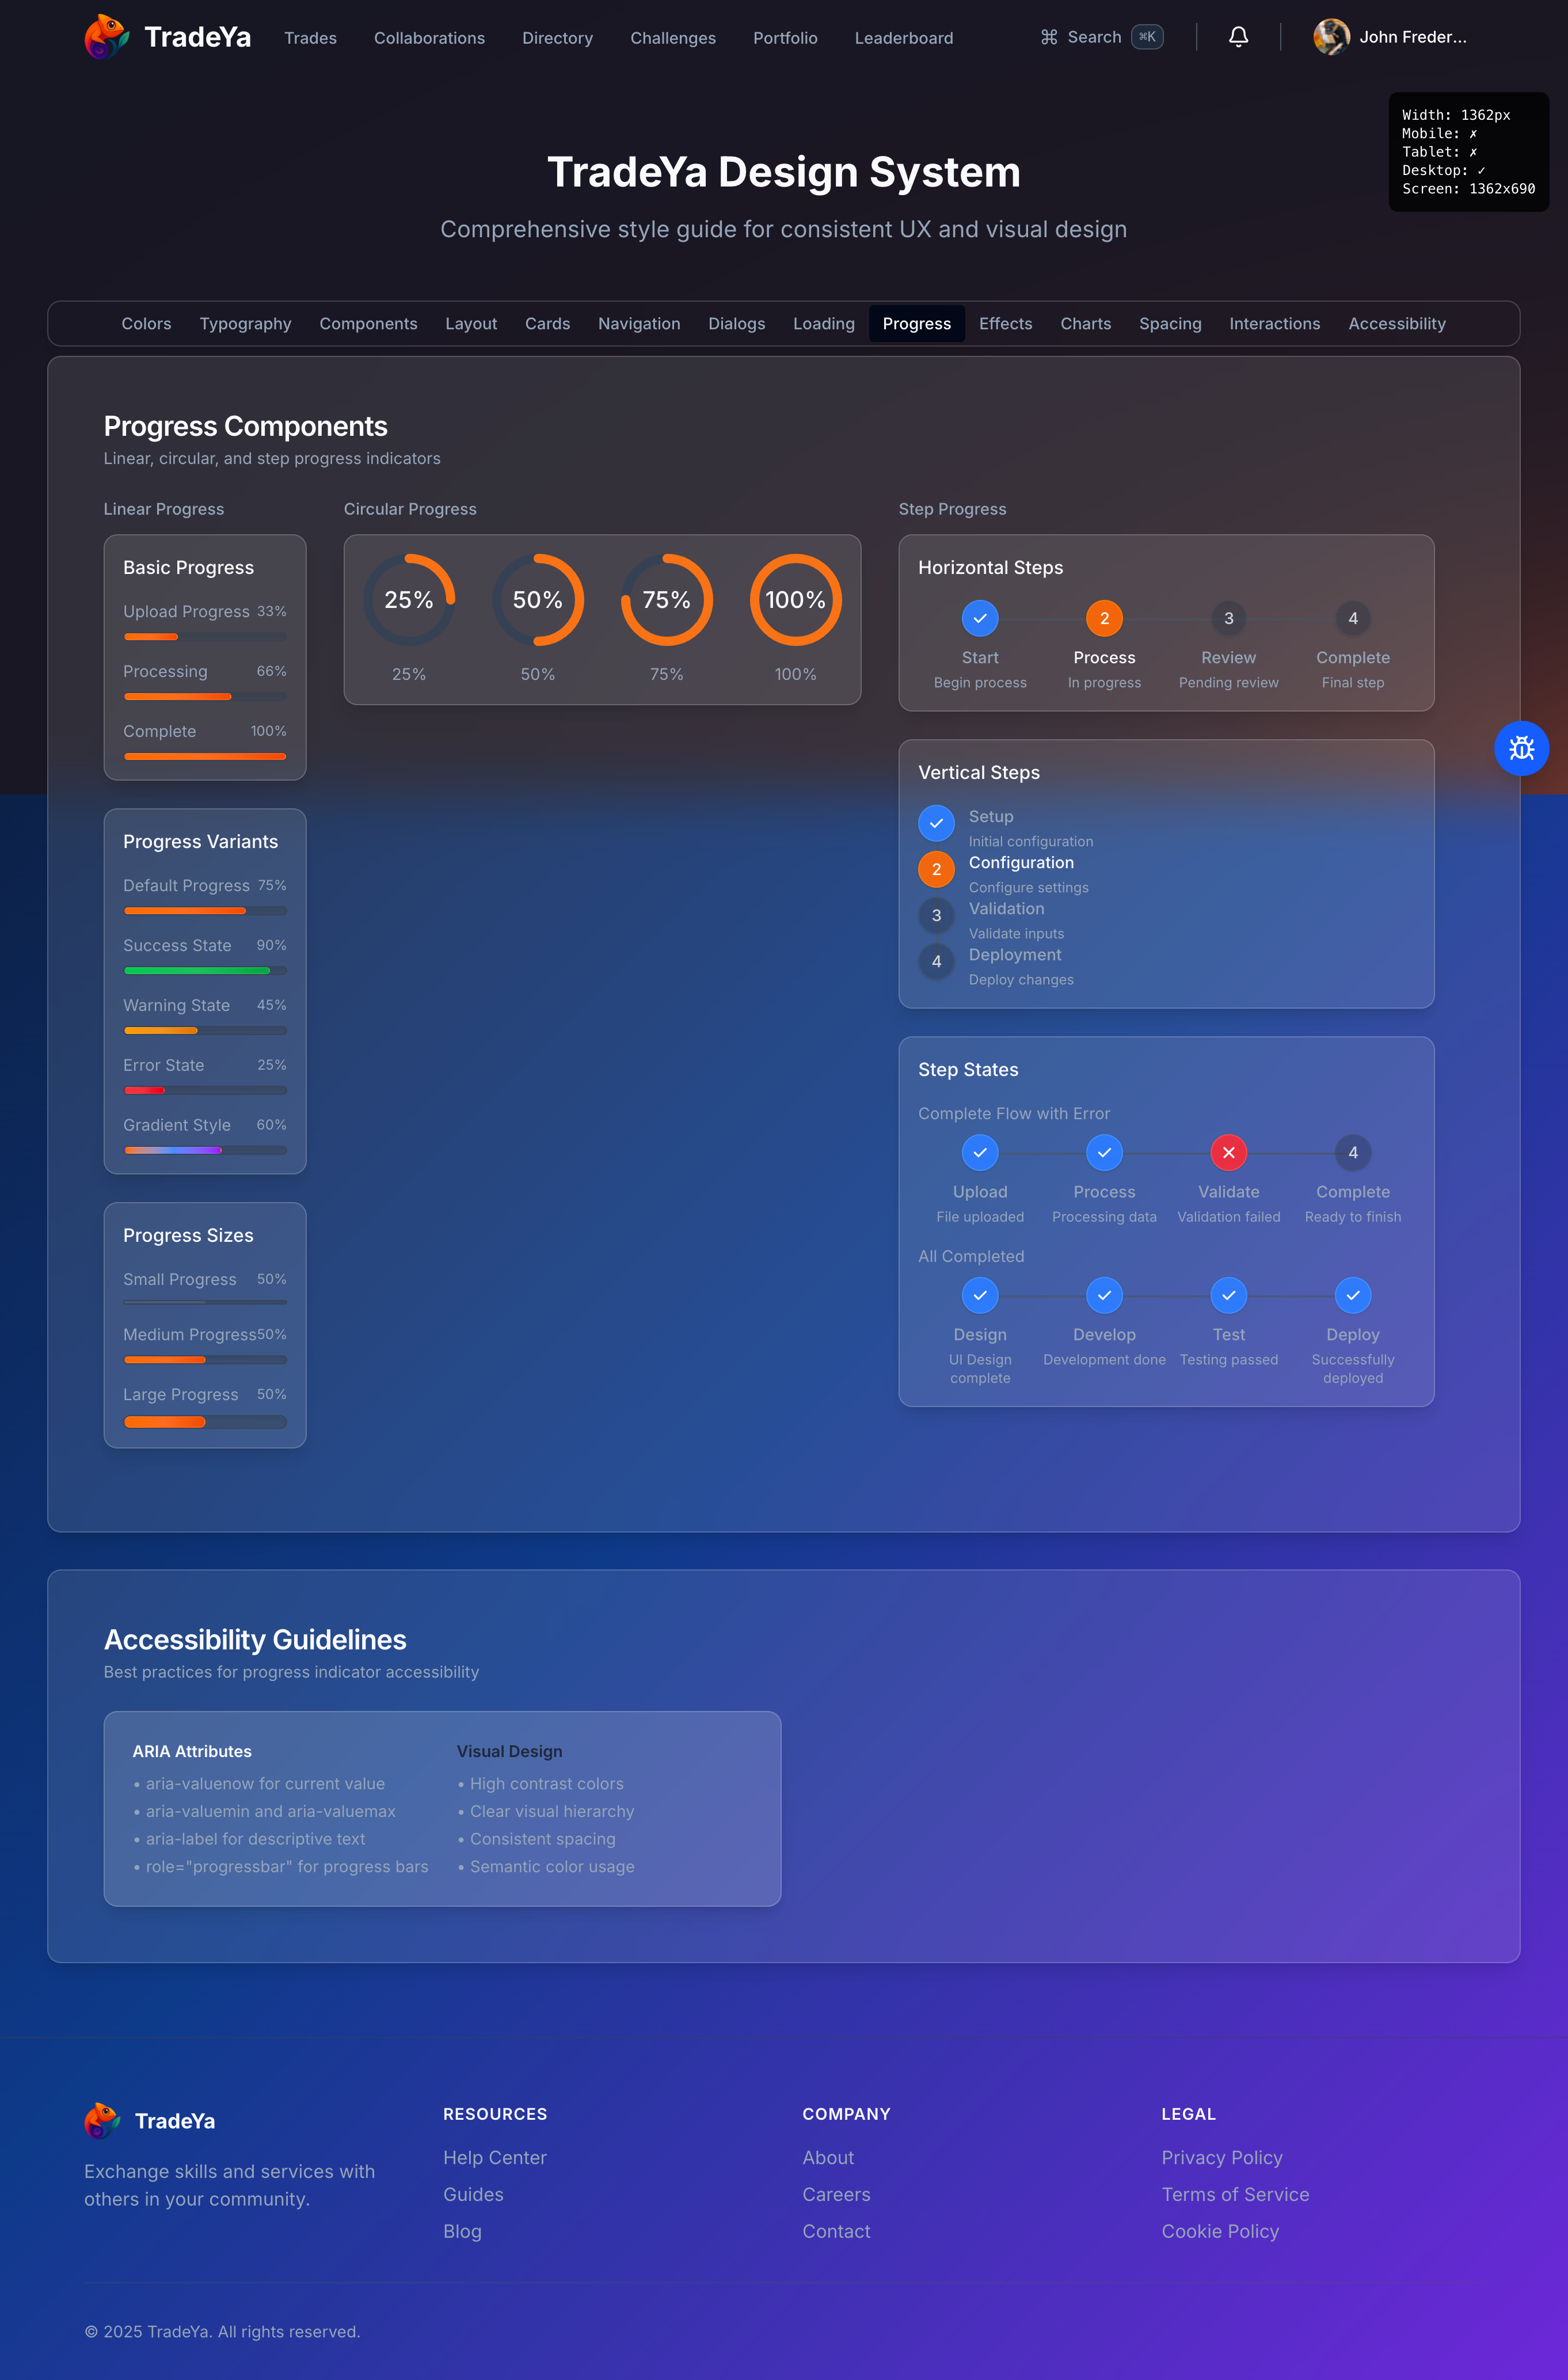 TradeYa
Trades
Collaborations
Directory
Challenges
Portfolio
Leaderboard
⌘ Search ⌘K
John Freder...
Width: 1362px
Mobile: ✗
Tablet: ✗
Desktop: ✓
Screen: 1362x690
TradeYa Design System
Comprehensive style guide for consistent UX and visual design
Colors
Typography
Components
Layout
Cards
Navigation
Dialogs
Loading
Progress
Effects
Charts
Spacing
Interactions
Accessibility
Progress Components
Linear, circular, and step progress indicators
Linear Progress
Basic Progress
Upload Progress 33%
Processing 66%
Complete 100%
Progress Variants
Default Progress 75%
Success State 90%
Warning State 45%
Error State 25%
Gradient Style 60%
Progress Sizes
Small Progress 50%
Medium Progress50%
Large Progress 50%
Circular Progress
25% 50% 75% 100%
25% 50% 75% 100%
Step Progress
Horizontal Steps
2 3 4
Start Process Review Complete
Begin process In progress Pending review Final step
Vertical Steps
Setup
Initial configuration
2 Configuration
Configure settings
3 Validation
Validate inputs
4 Deployment
Deploy changes
Step States
Complete Flow with Error
4
Upload Process Validate Complete
File uploaded Processing data Validation failed Ready to finish
All Completed
Design Develop Test Deploy
UI Design complete Development done Testing passed Successfully deployed
Accessibility Guidelines
Best practices for progress indicator accessibility
ARIA Attributes
• aria-valuenow for current value
• aria-valuemin and aria-valuemax
• aria-label for descriptive text
• role="progressbar" for progress bars
Visual Design
• High contrast colors
• Clear visual hierarchy
• Consistent spacing
• Semantic color usage
TradeYa
Exchange skills and services with
others in your community.
RESOURCES
Help Center
Guides
Blog
COMPANY
About
Careers
Contact
LEGAL
Privacy Policy
Terms of Service
Cookie Policy
© 2025 TradeYa. All rights reserved.